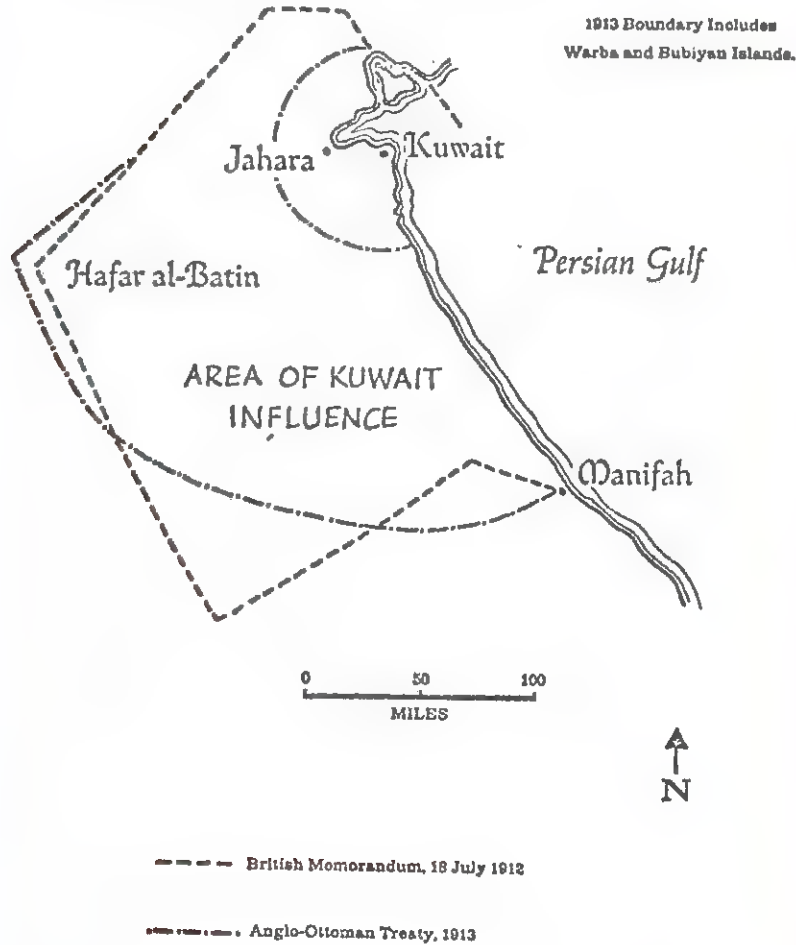 1913 Boundary Includes
Warba and Bubiyan Islands.
Jahara
Kuwait
Hafar al-Batin
Persian Gulf
AREA OF KUWAIT
INFLUENCE
Manifah
0 50 100
MILES
N
British Momorandum, 18 July 1912
Anglo-Ottoman Treaty, 1913